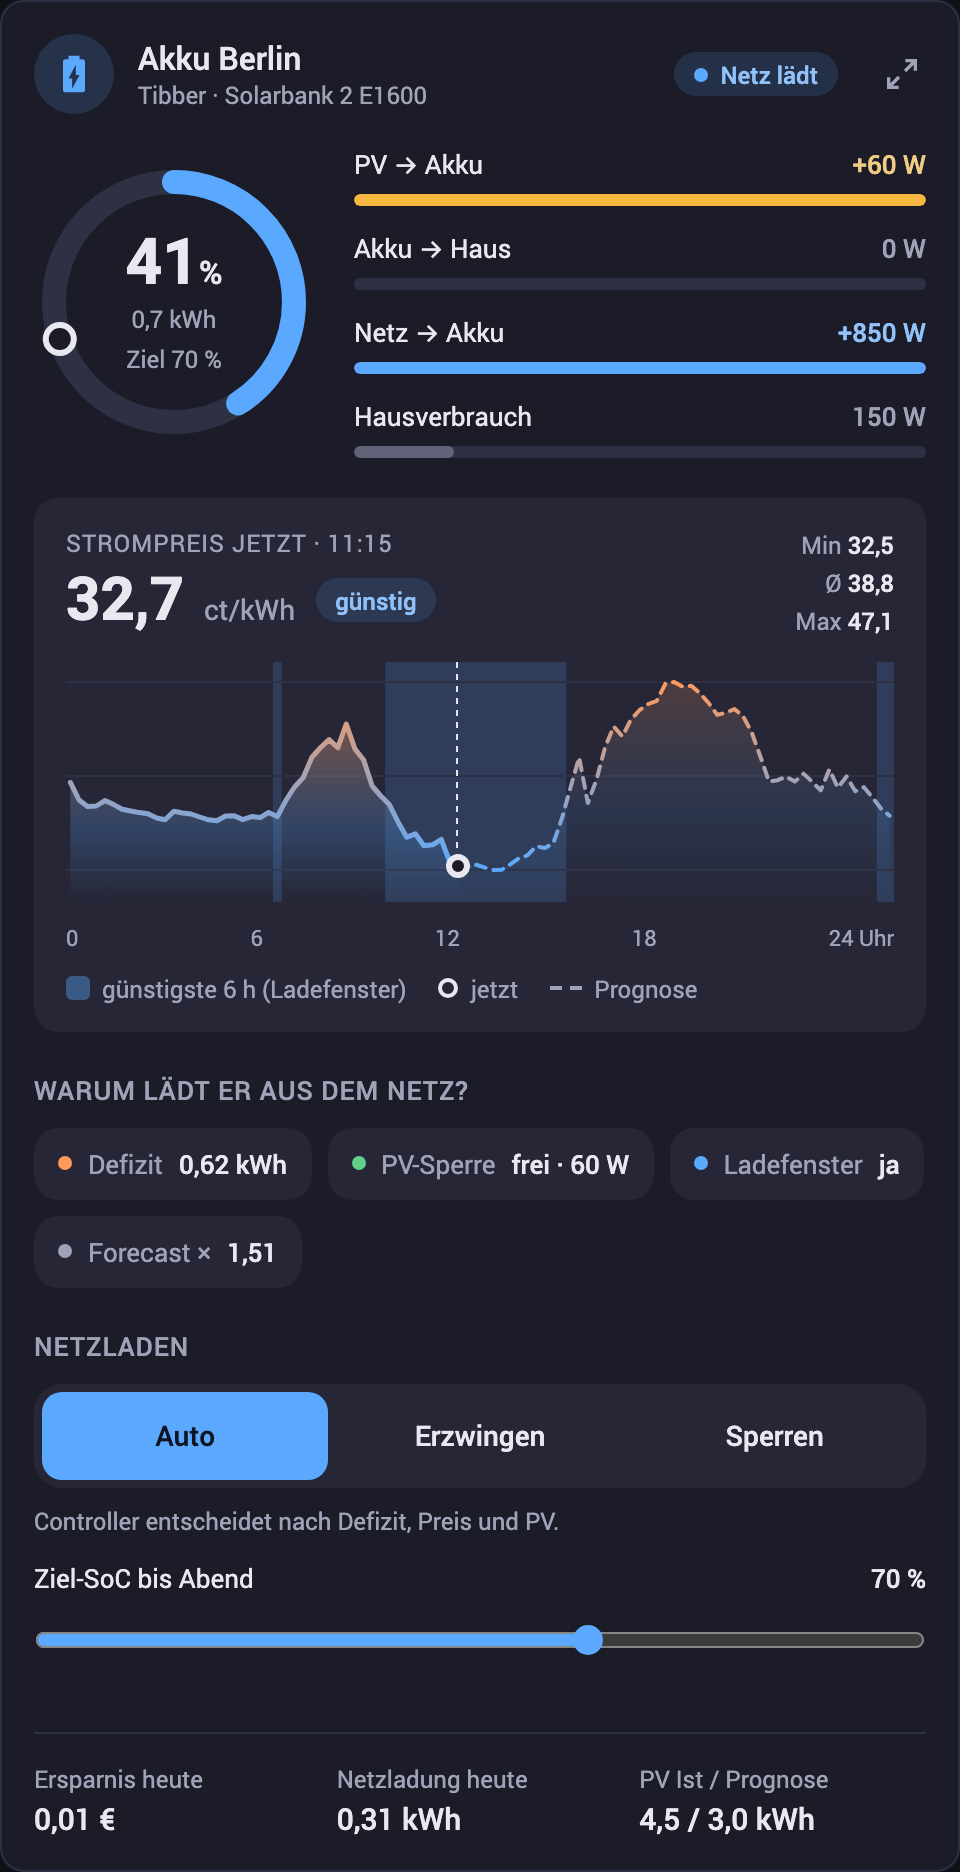 Akku Berlin
Tibber · Solarbank 2 E1600
Netz lädt
41%
0,7 kWh
Ziel 70 %
PV → Akku +60 W
Akku → Haus 0 W
Netz → Akku +850 W
Hausverbrauch 150 W
STROMPREIS JETZT · 11:15
32,7 ct/kWh günstig
Min 32,5
Ø 38,8
Max 47,1
0 6 12 18 24 Uhr
günstigste 6 h (Ladefenster) jetzt Prognose
WARUM LÄDT ER AUS DEM NETZ?
Defizit 0,62 kWh
PV-Sperre frei · 60 W
Ladefenster ja
Forecast × 1,51
NETZLADEN
Auto Erzwingen Sperren
Controller entscheidet nach Defizit, Preis und PV.
Ziel-SoC bis Abend 70 %
Ersparnis heute Netzladung heute PV Ist / Prognose
0,01 € 0,31 kWh 4,5 / 3,0 kWh